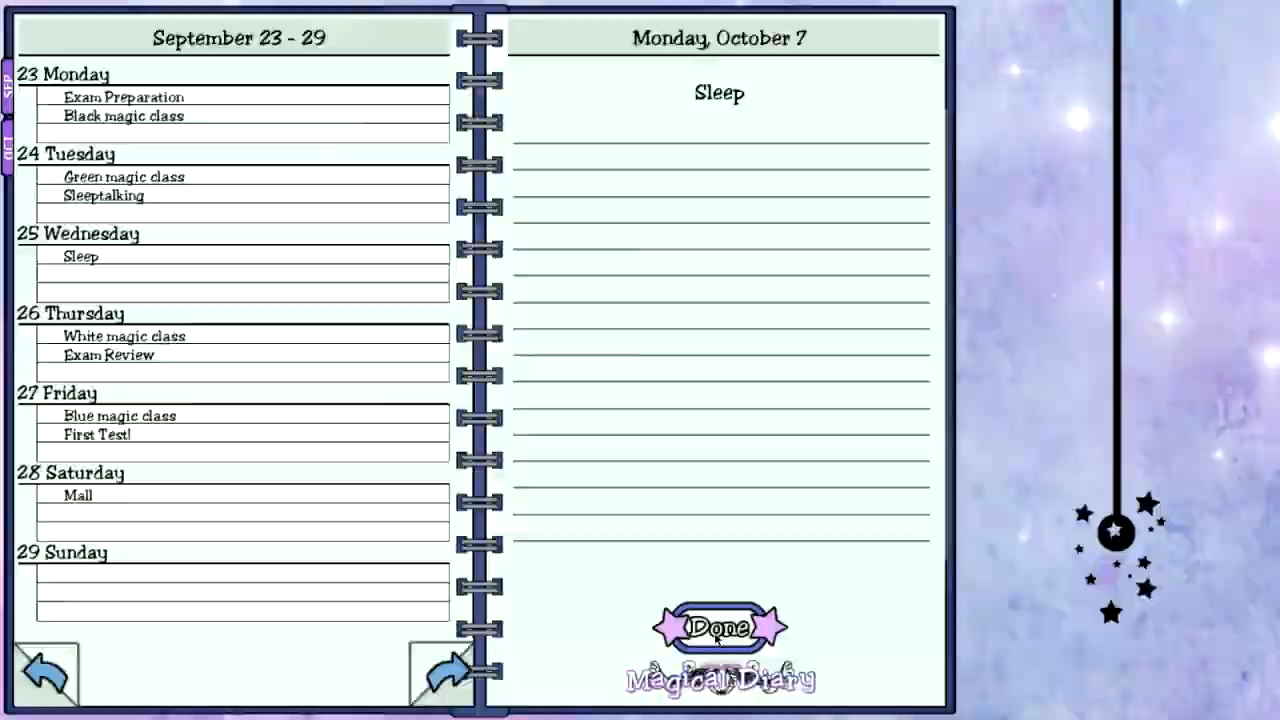 September 23 - 29
SEP
OCT
23 Monday
Exam Preparation
Black magic class
24 Tuesday
Green magic class
Sleeptalking
25 Wednesday
Sleep
26 Thursday
White magic class
Exam Review
27 Friday
Blue magic class
First Test!
28 Saturday
Mall
29 Sunday
Monday, October 7
Sleep
Done
Magical Diary